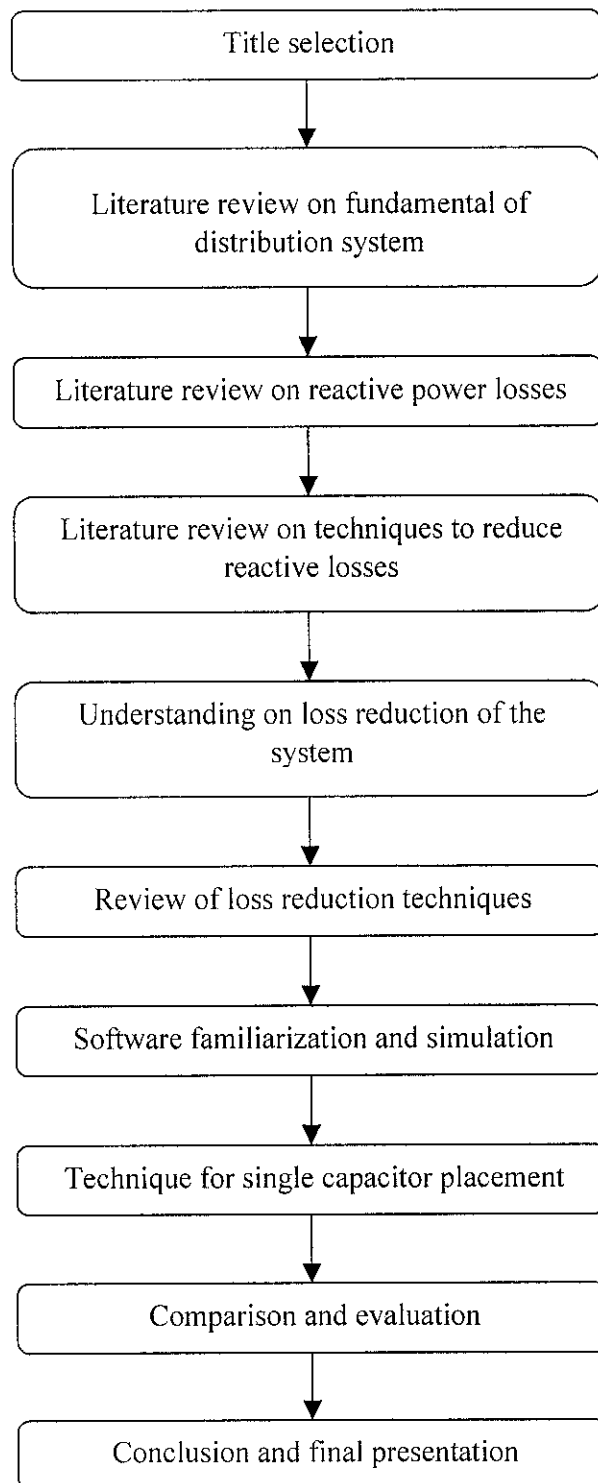 Title selection
Literature review on fundamental of
distribution system
Literature review on reactive power losses
Literature review on techniques to reduce
reactive losses
Understanding on loss reduction of the
system
Review of loss reduction techniques
Software familiarization and simulation
Technique for single capacitor placement
Comparison and evaluation
Conclusion and final presentation